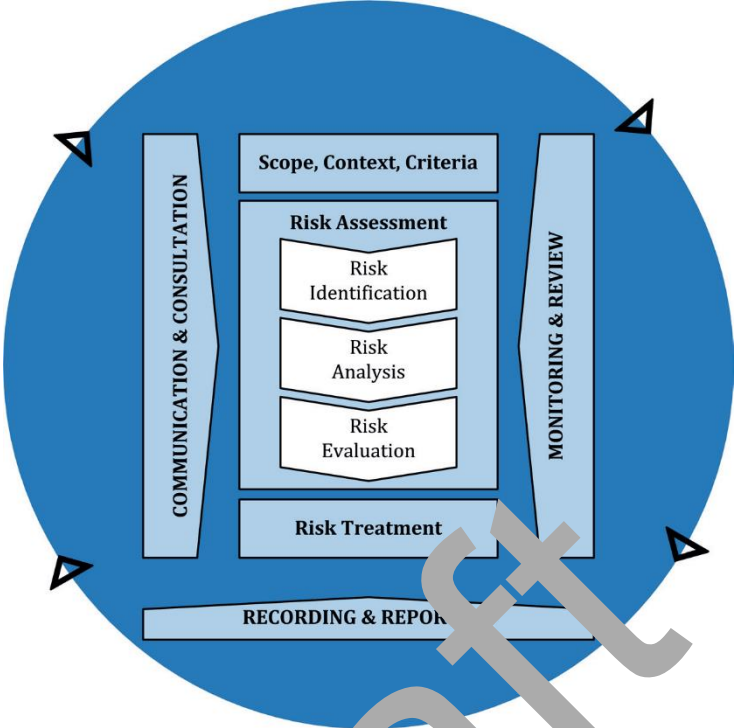 Scope, Context, Criteria
Risk Assessment
Risk
Identification
Risk
Analysis
Risk
Evaluation
Risk Treatment
COMMUNICATION & CONSULTATION
MONITORING & REVIEW
RECORDING & REPOR
ft